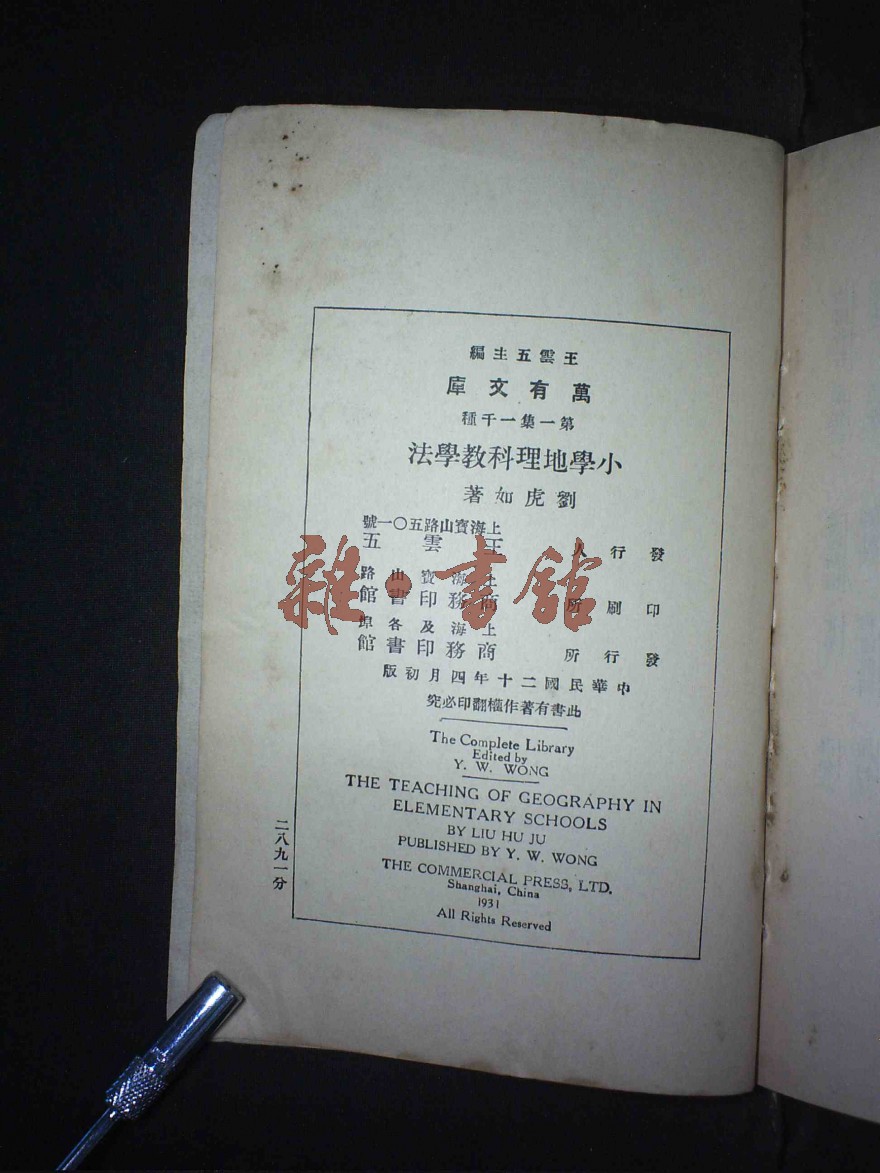 王雲五主編
萬有文庫
第一集一千種
小學地理科教學法
劉虎如著
上海寶山路五〇一號
發行人 王雲五
上海寶山路
印刷所 商務印書館
上海及各埠
發行所 商務印書館
中華民國二十年四月初版
此書有著作權翻印必究
The Complete Library
Edited by
Y. W. WONG
THE TEACHING OF GEOGRAPHY IN
ELEMENTARY SCHOOLS
BY LIU HU JU
PUBLISHED BY Y. W. WONG
THE COMMERCIAL PRESS, LTD.
Shanghai, China
1931
All Rights Reserved
二八九一分
雜·書館